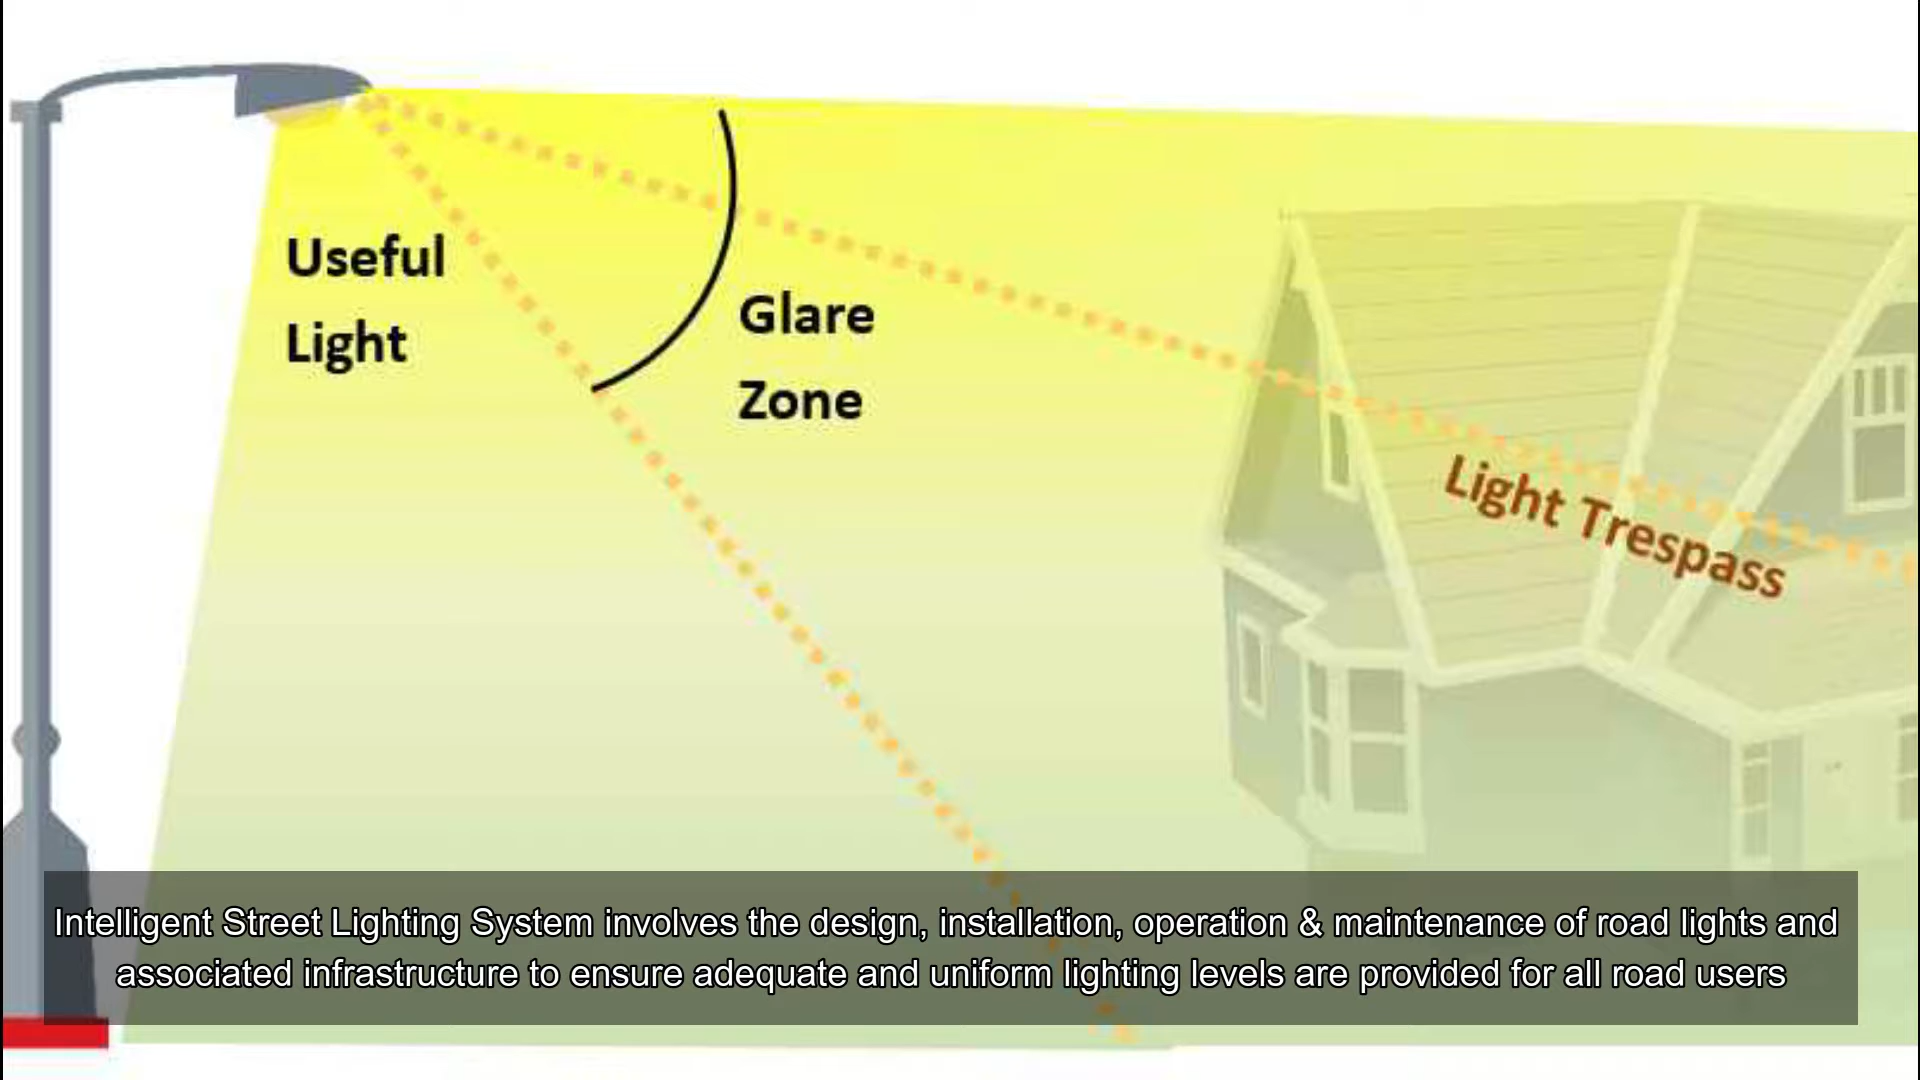 Useful
Light
Glare
Zone
Light Trespass
Intelligent Street Lighting System involves the design, installation, operation & maintenance of road lights and
associated infrastructure to ensure adequate and uniform lighting levels are provided for all road users